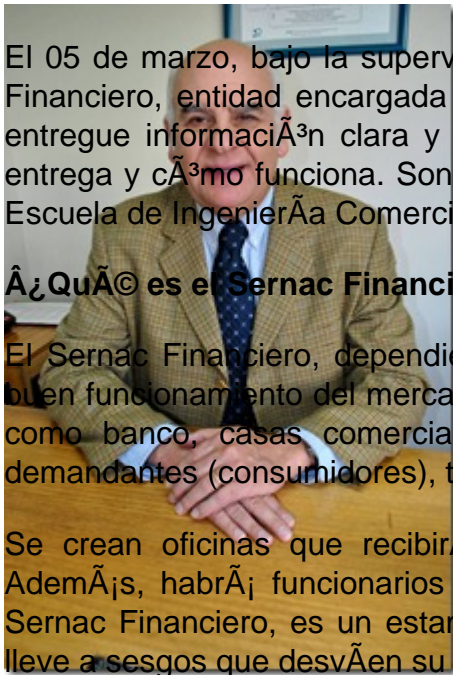 El 05 de marzo, bajo la superv
Financiero, entidad encargada
entregue informaciÃ³n clara y
entrega y cÃ³mo funciona. Son
Escuela de IngenierÃa Comerci
Â¿QuÃ© es el Sernac Financi
El Sernac Financiero, dependie
buen funcionamiento del merca
como banco, casas comercia
demandantes (consumidores), t
Se crean oficinas que recibirÃ
AdemÃ¡s, habrÃ¡ funcionarios
Sernac Financiero, es un estan
lleve a sesgos que desvÃen su